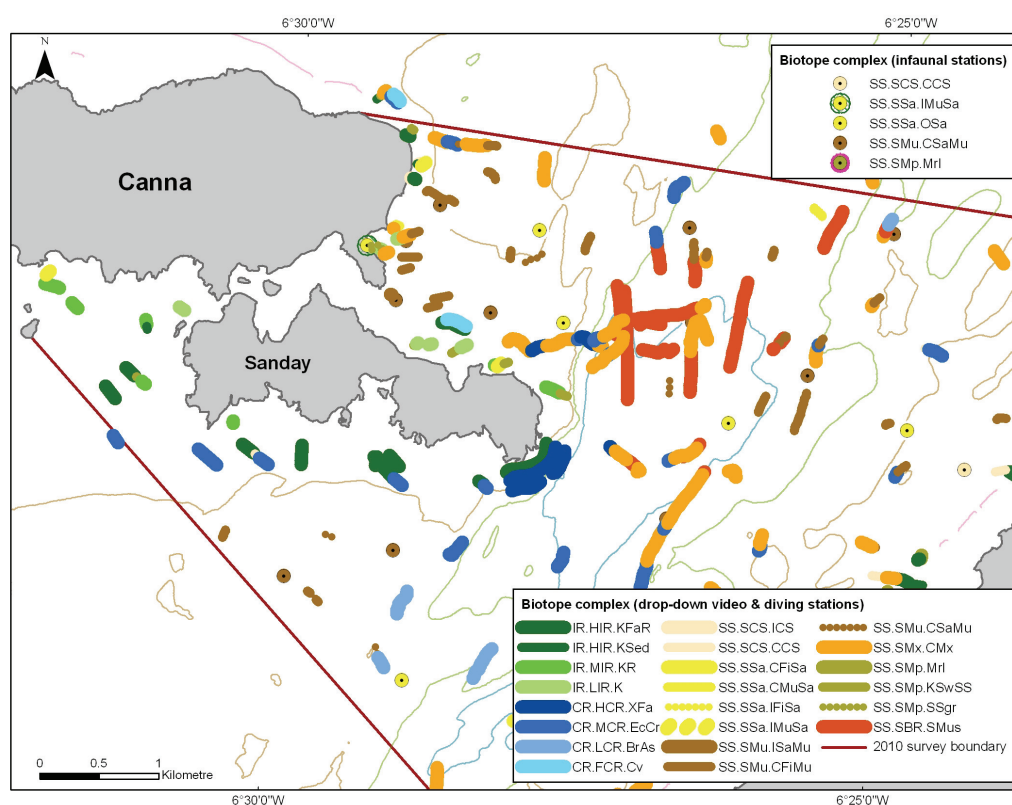 6°30'0"W
6°25'0"W
N
Biotope complex (infaunal stations)
SS.SCS.CCS
SS.SSa.IMuSa
SS.SSa.OSa
SS.SMu.CSaMu
SS.SMp.Mrl
Canna
Sanday
Biotope complex (drop-down video & diving stations)
IR.HIR.KFaR
IR.HIR.KSed
IR.MIR.KR
IR.LIR.K
CR.HCR.XFa
CR.MCR.EcCr
CR.LCR.BrAs
CR.FCR.Cv
SS.SCS.ICS
SS.SCS.CCS
SS.SSa.CFiSa
SS.SSa.CMuSa
SS.SSa.IFiSa
SS.SSa.IMuSa
SS.SMu.ISaMu
SS.SMu.CFiMu
SS.SMu.CSaMu
SS.SMx.CMx
SS.SMp.Mrl
SS.SMp.KSwSS
SS.SMp.SSgr
SS.SBR.SMus
2010 survey boundary
0 0.5 1
Kilometre
6°30'0"W
6°25'0"W